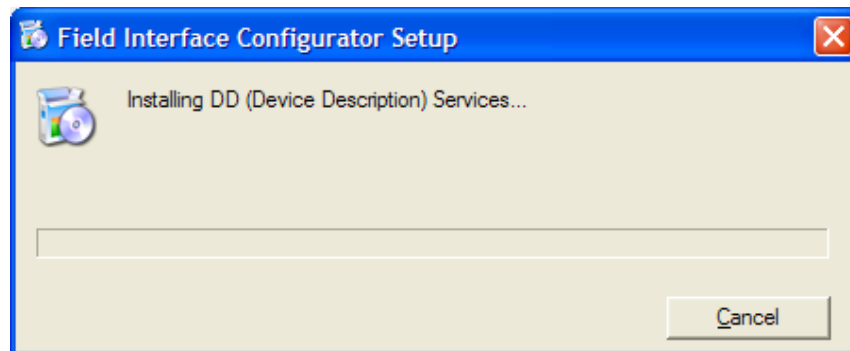 Field Interface Configurator Setup
Installing DD (Device Description) Services...
Cancel